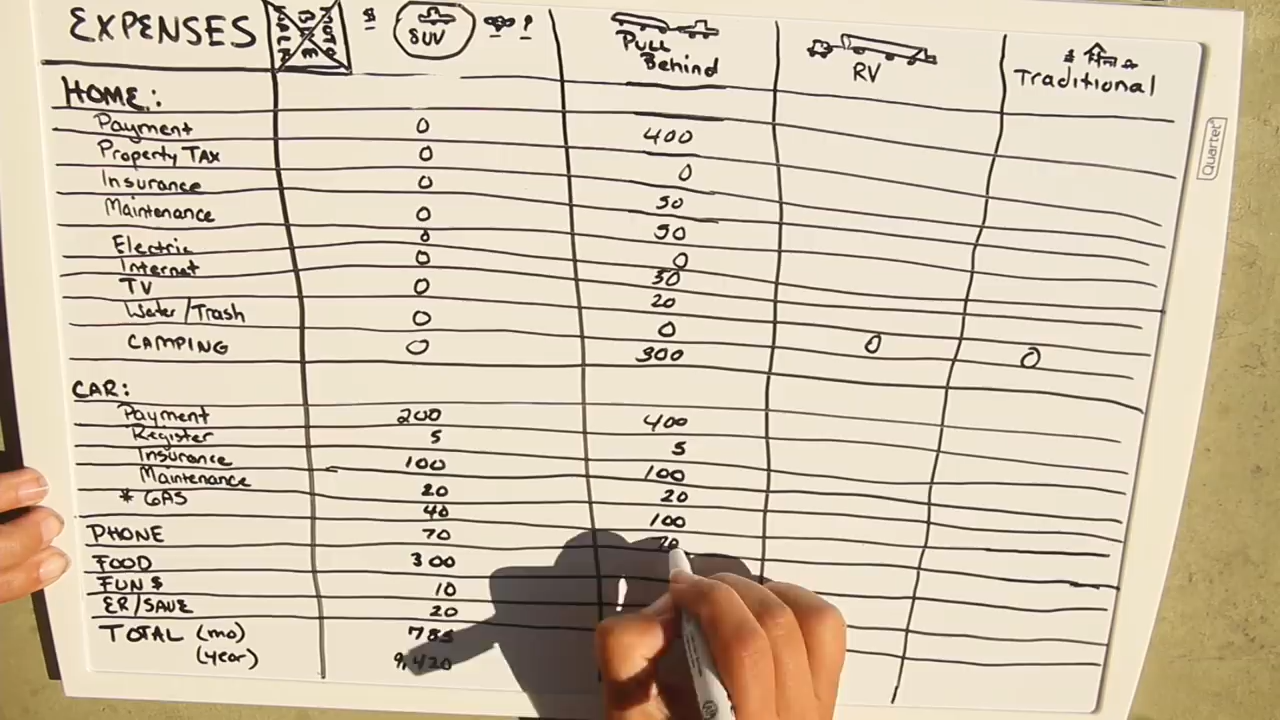 EXPENSES $ SUV ? Pull Behind RV $ Traditional
HOME:
Payment 0 400
Property TAX 0 0
Insurance 0 50
Maintenance 0 50
Electric 0 0
Internet 0 50
TV 0 20
Water/Trash 0 0
CAMPING 0 300 0 0
CAR:
Payment 200 400
Register 5 5
Insurance 100 100
Maintenance 20 20
* GAS 40 100
PHONE 70 70
FOOD 300
FUN $ 10
ER/SAVE 20
TOTAL (mo) 785
(year) 9,420
Quartet